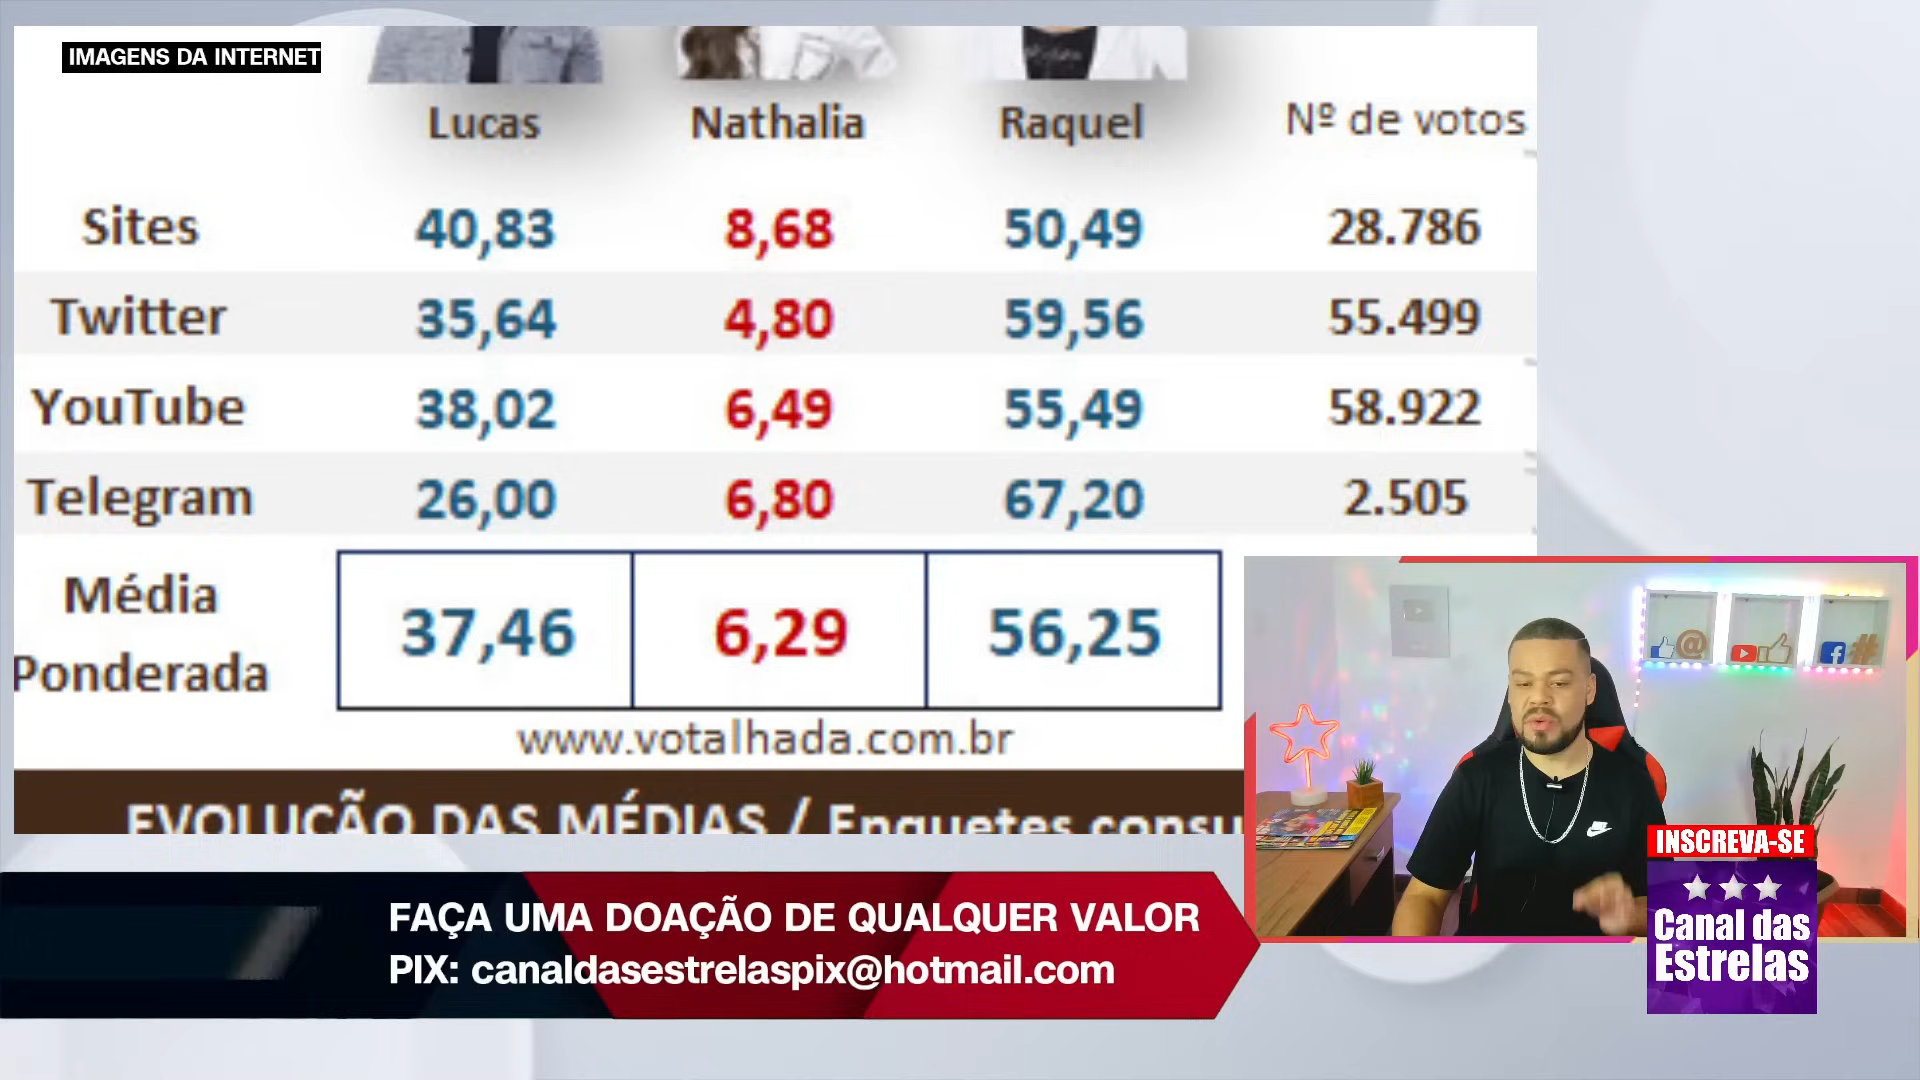 IMAGENS DA INTERNET
Lucas Nathalia Raquel Nº de votos
Sites 40,83 8,68 50,49 28.786
Twitter 35,64 4,80 59,56 55.499
YouTube 38,02 6,49 55,49 58.922
Telegram 26,00 6,80 67,20 2.505
Média
Ponderada
37,46 6,29 56,25
www.votalhada.com.br
EVOLUÇÃO DAS MÉDIAS / Enquetes consu
FAÇA UMA DOAÇÃO DE QUALQUER VALOR
PIX: canaldasestrelaspix@hotmail.com
INSCREVA-SE
Canal das
Estrelas